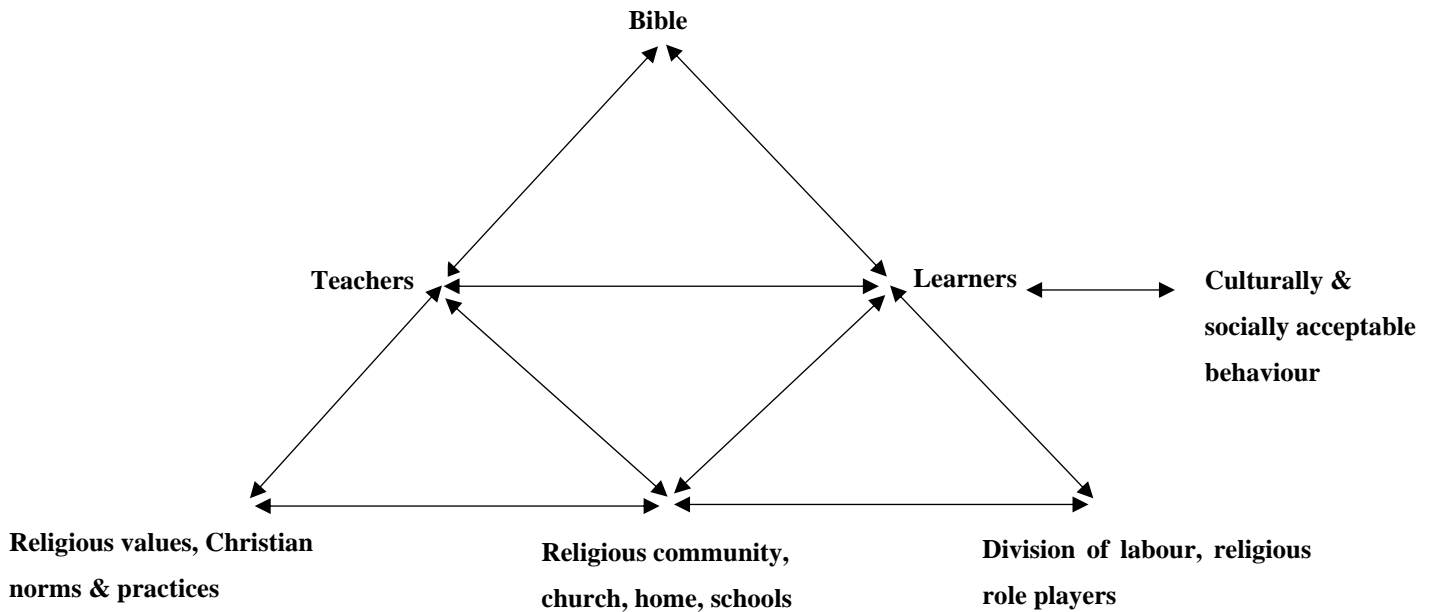 Bible
Teachers
Learners
Culturally &
socially acceptable
behaviour
Religious values, Christian
norms & practices
Religious community,
church, home, schools
Division of labour, religious
role players